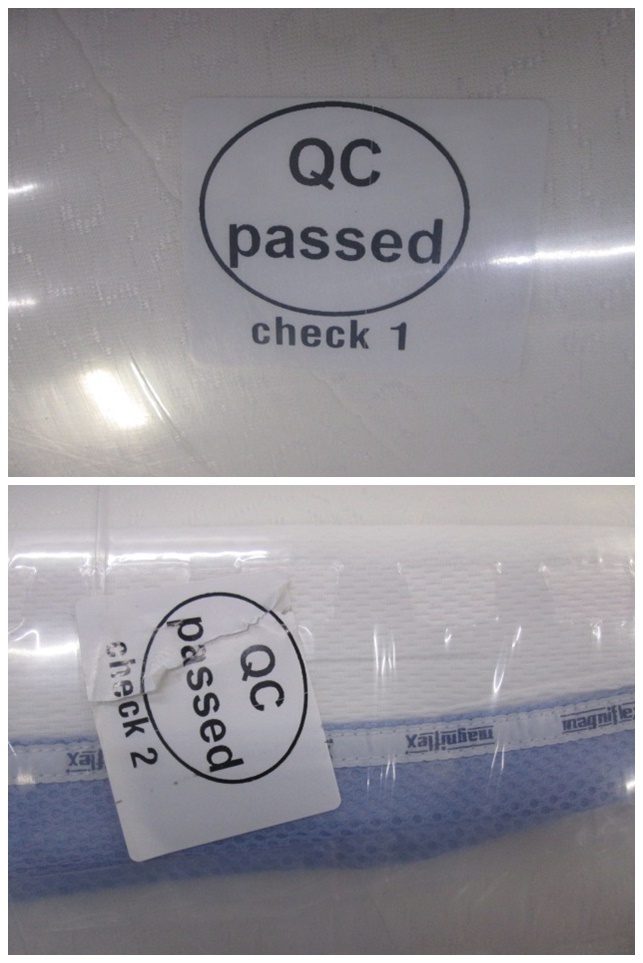 QC
passed
check 1
QC
passed
check 2
magniflex
magniflex